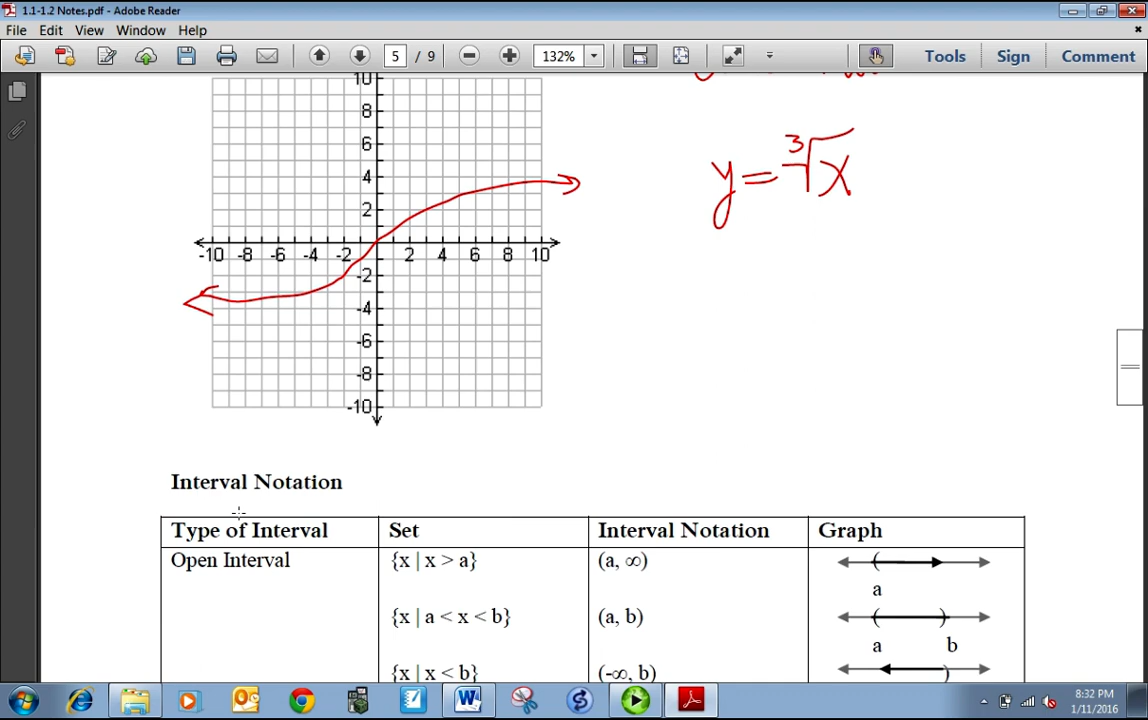 1.1-1.2 Notes.pdf - Adobe Reader
File Edit View Window Help
5 / 9 132% Tools Sign Comment
y = ∛x
10
8
6
4
2
-10 -8 -6 -4 -2 2 4 6 8 10
-2
-4
-6
-8
-10
Interval Notation
Type of Interval Set Interval Notation Graph
Open Interval {x | x > a} (a, ∞) (
a
{x | a < x < b} (a, b) ( )
a b
{x | x < b} (-∞, b) )
8:32 PM
1/11/2016